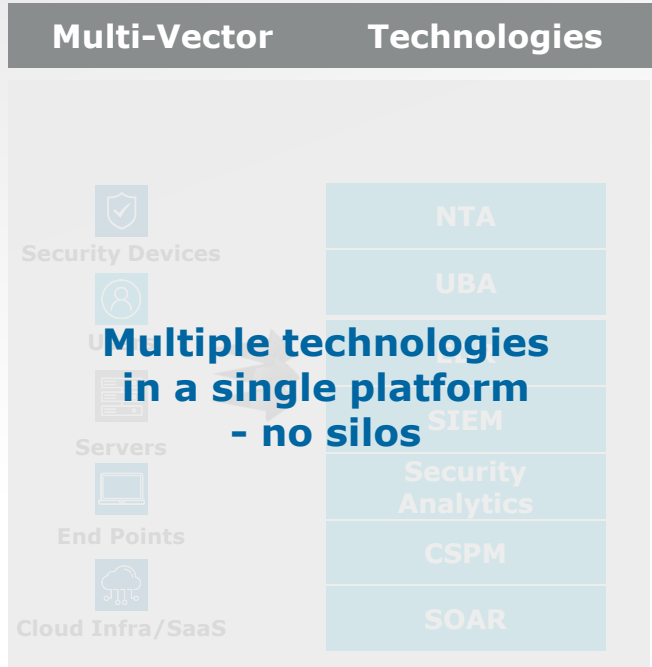 Multi-Vector
Technologies
Security Devices
Servers
End Points
Cloud Infra/SaaS
Multiple technologies
in a single platform
- no silos
NTA
UBA
SIEM
Security
Analytics
CSPM
SOAR